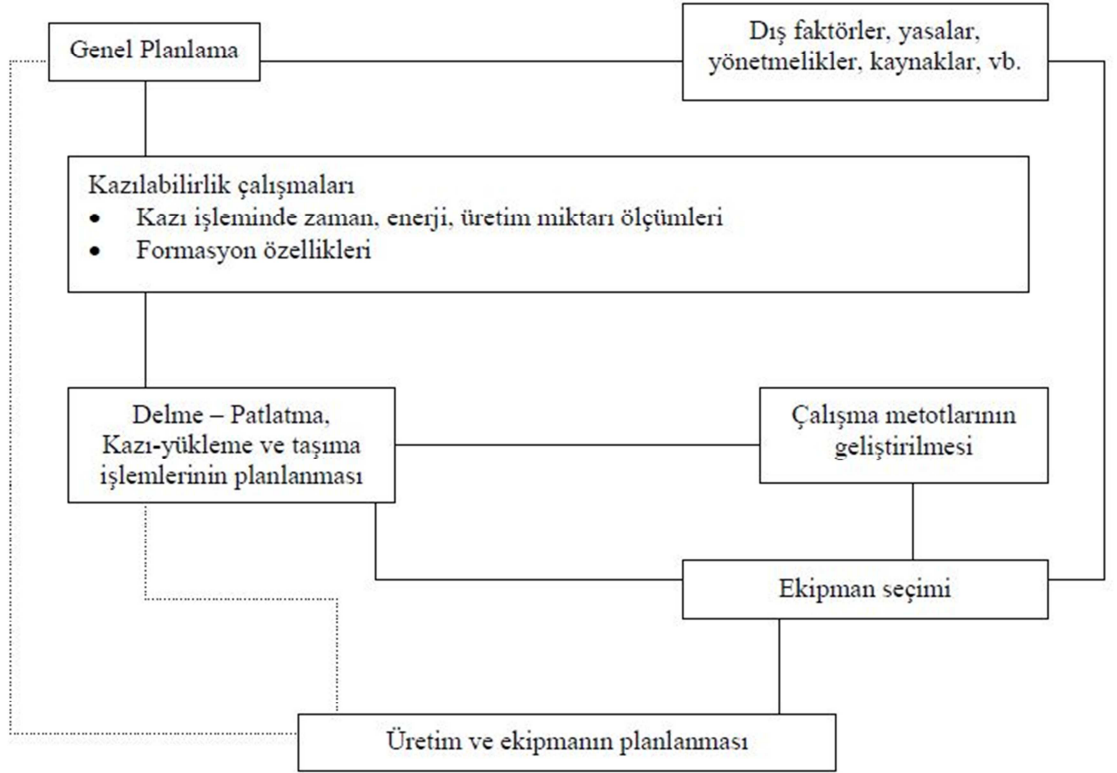 Genel Planlama
Dış faktörler, yasalar,
yönetmelikler, kaynaklar, vb.
Kazılabilirlik çalışmaları
• Kazı işleminde zaman, enerji, üretim miktarı ölçümleri
• Formasyon özellikleri
Delme – Patlatma,
Kazı-yükleme ve taşıma
işlemlerinin planlanması
Çalışma metotlarının
geliştirilmesi
Ekipman seçimi
Üretim ve ekipmanın planlanması